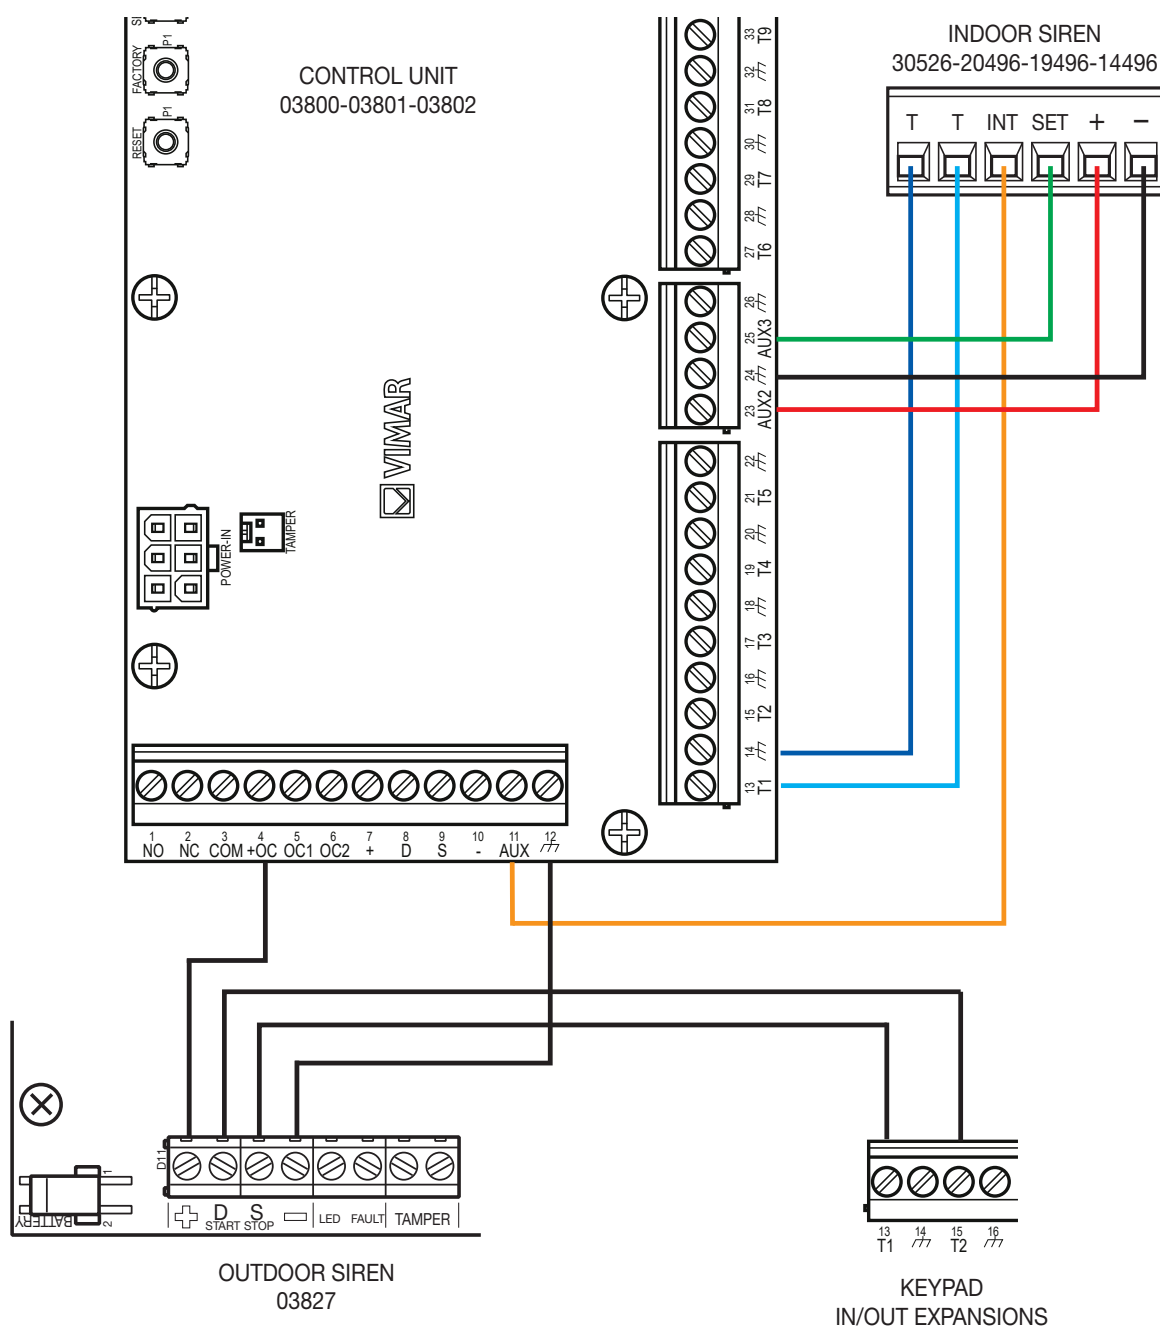 INDOOR SIREN
30526-20496-19496-14496
CONTROL UNIT
03800-03801-03802
P1
FACTORY
P1
RESET
T T INT SET + −
33 T9
32
31 T8
30
29 T7
28
27 T6
26
25 AUX3
24
23 AUX2
22
21 T5
20
19 T4
18
17 T3
16
15 T2
14
13 T1
VIMAR
POWER-IN
TAMPER
1 2 3 4 5 6 7 8 9 10 11 12
NO NC COM +OC OC1 OC2 + D S - AUX
D11
BATTERY
1
2
D S
START STOP LED FAULT TAMPER
OUTDOOR SIREN
03827
13 14 15 16
T1 T2
KEYPAD
IN/OUT EXPANSIONS